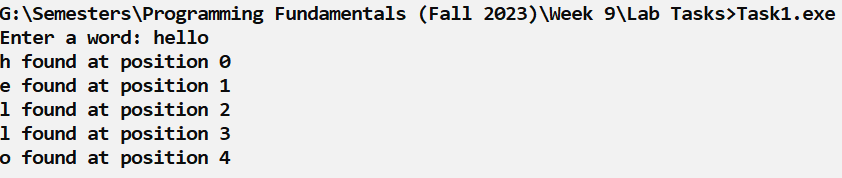 G:\Semesters\Programming Fundamentals (Fall 2023)\Week 9\Lab Tasks>Task1.exe
Enter a word: hello
h found at position 0
e found at position 1
l found at position 2
l found at position 3
o found at position 4